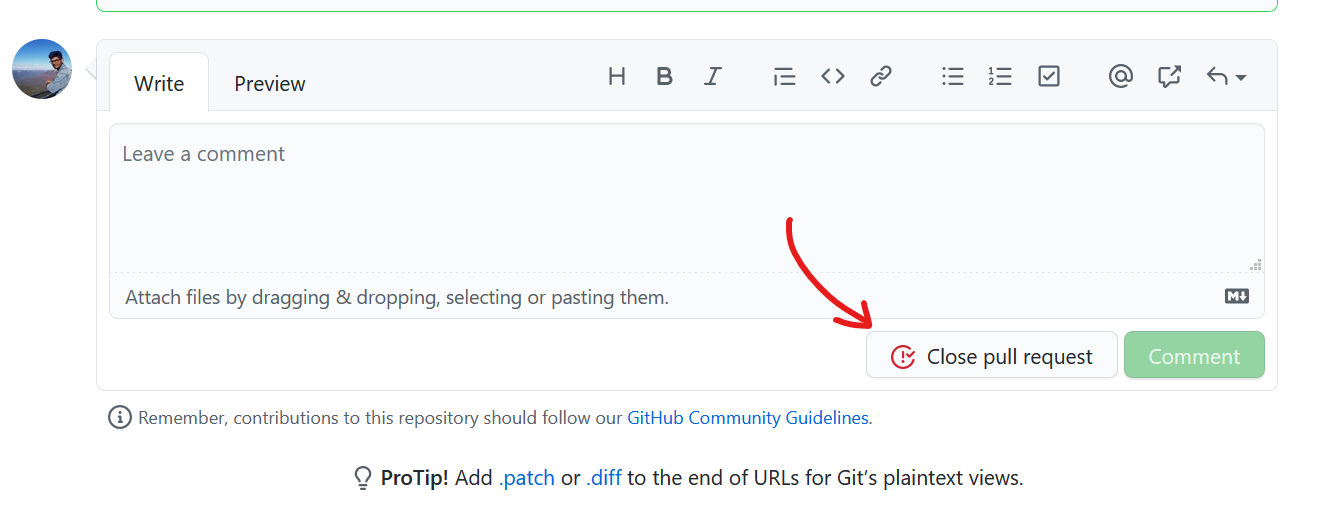 Write Preview H B I <> 1 2 @
Leave a comment
Attach files by dragging & dropping, selecting or pasting them. M
Close pull request Comment
Remember, contributions to this repository should follow our GitHub Community Guidelines.
ProTip! Add .patch or .diff to the end of URLs for Git’s plaintext views.